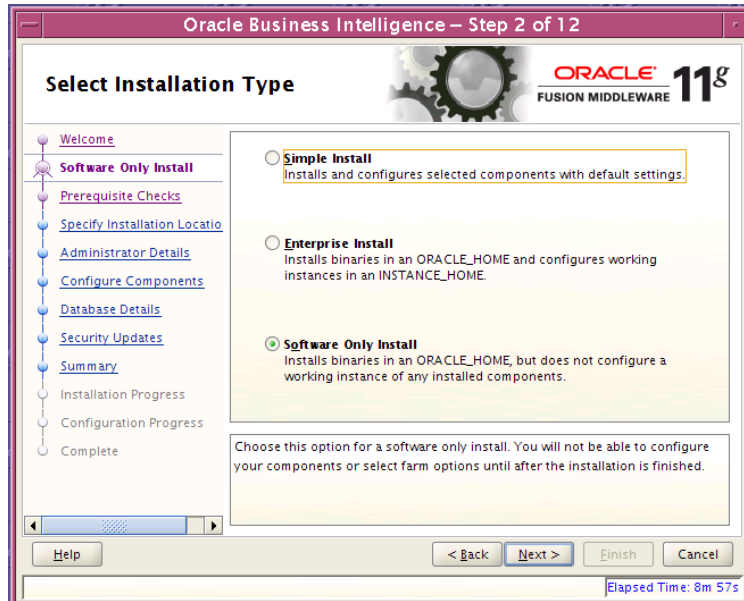 Oracle Business Intelligence – Step 2 of 12
Select Installation Type
ORACLE
FUSION MIDDLEWARE
11g
Welcome
Software Only Install
Prerequisite Checks
Specify Installation Locatio
Administrator Details
Configure Components
Database Details
Security Updates
Summary
Installation Progress
Configuration Progress
Complete
Simple Install
Installs and configures selected components with default settings.
Enterprise Install
Installs binaries in an ORACLE_HOME and configures working
instances in an INSTANCE_HOME.
Software Only Install
Installs binaries in an ORACLE_HOME, but does not configure a
working instance of any installed components.
Choose this option for a software only install. You will not be able to configure
your components or select farm options until after the installation is finished.
Help
< Back
Next >
Finish
Cancel
Elapsed Time: 8m 57s